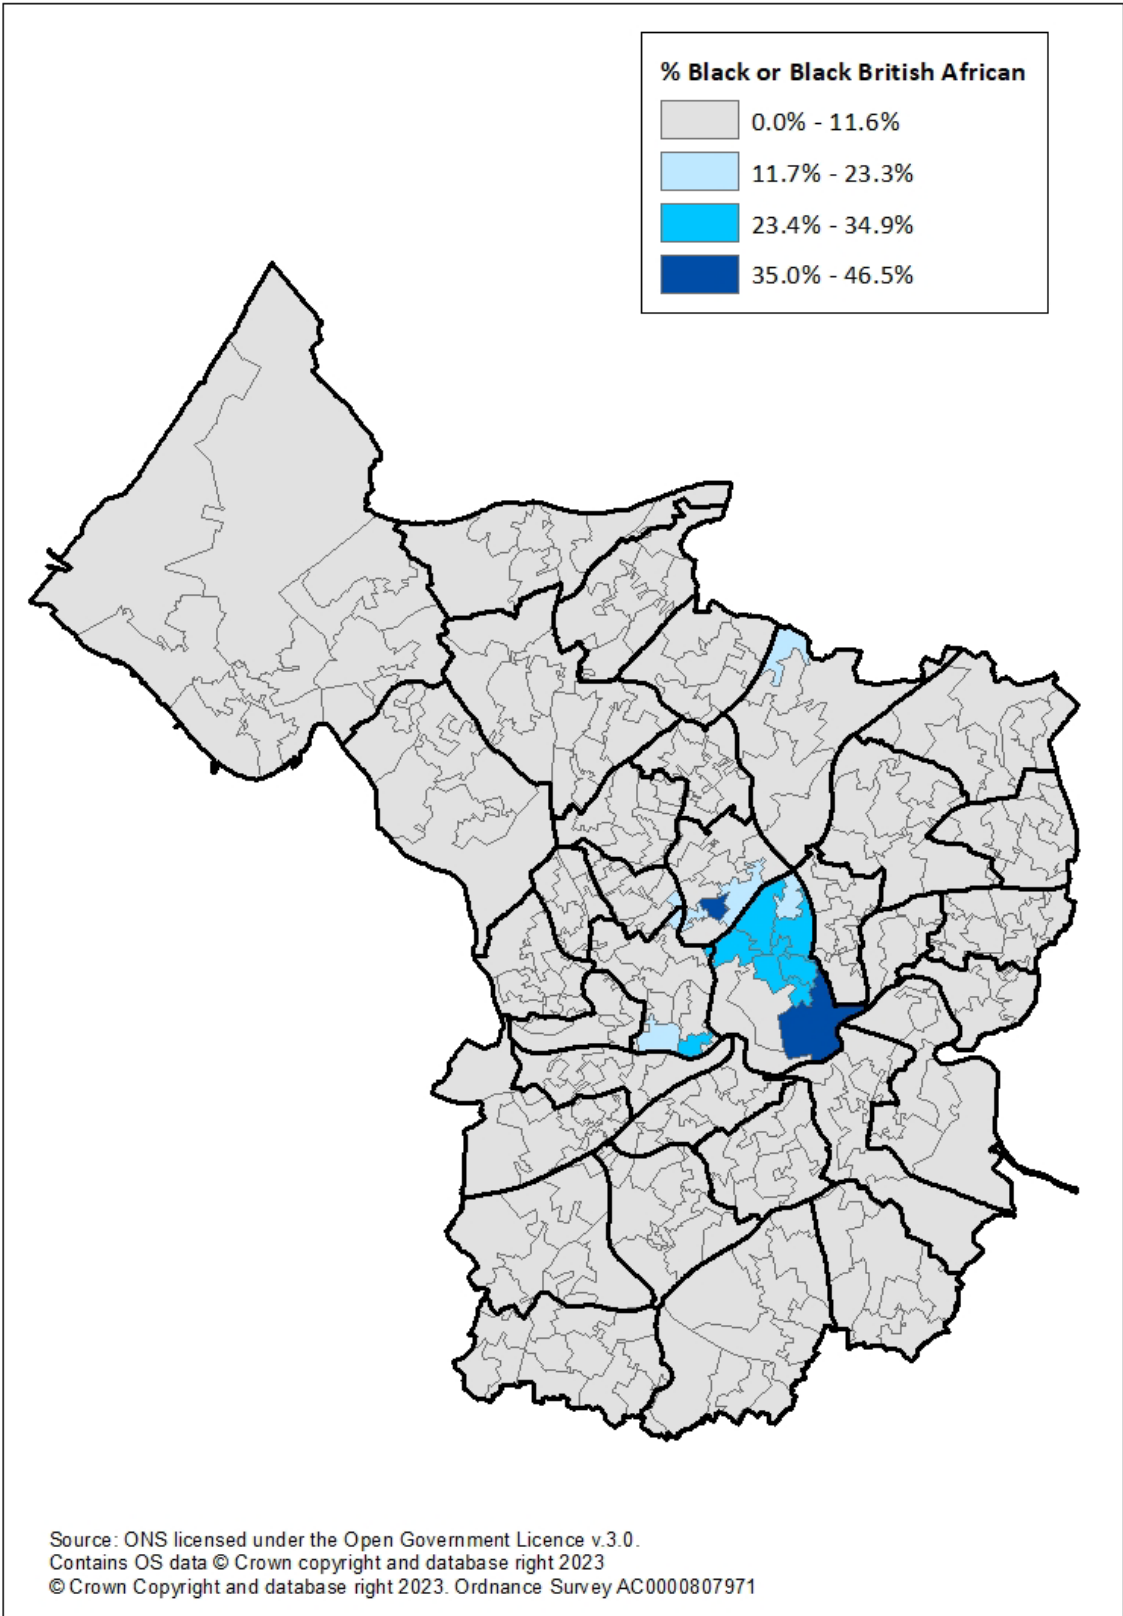 % Black or Black British African
0.0% - 11.6%
11.7% - 23.3%
23.4% - 34.9%
35.0% - 46.5%
Source: ONS licensed under the Open Government Licence v.3.0.
Contains OS data © Crown copyright and database right 2023
© Crown Copyright and database right 2023. Ordnance Survey AC0000807971